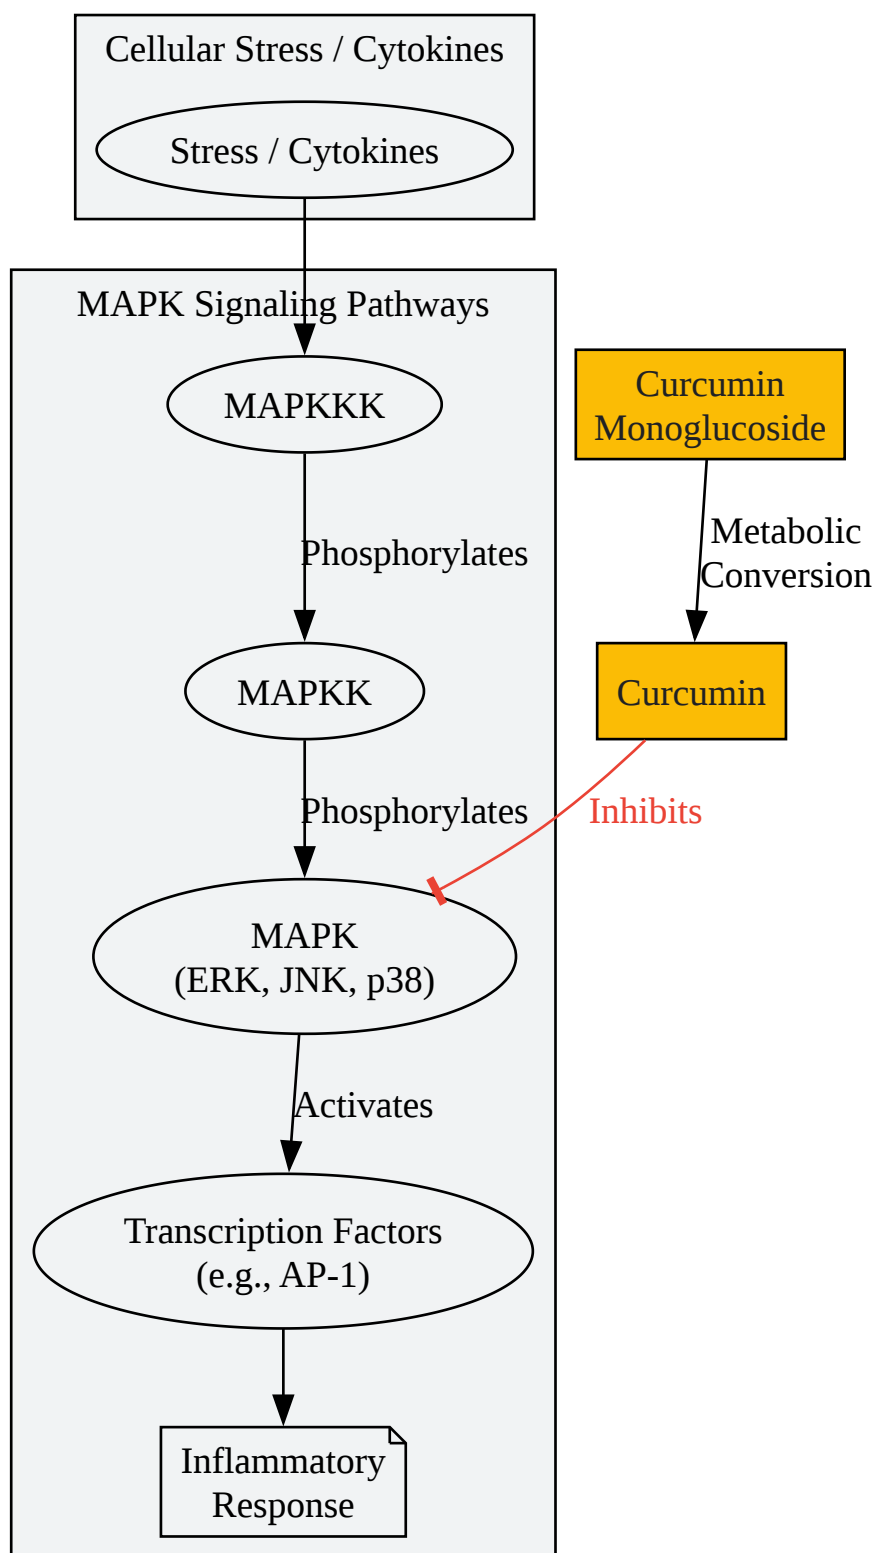 Cellular Stress / Cytokines
Stress / Cytokines
MAPK Signaling Pathways
MAPKKK
Curcumin
Monoglucoside
Phosphorylates
Metabolic
Conversion
MAPKK
Curcumin
Phosphorylates
Inhibits
MAPK
(ERK, JNK, p38)
Activates
Transcription Factors
(e.g., AP-1)
Inflammatory
Response